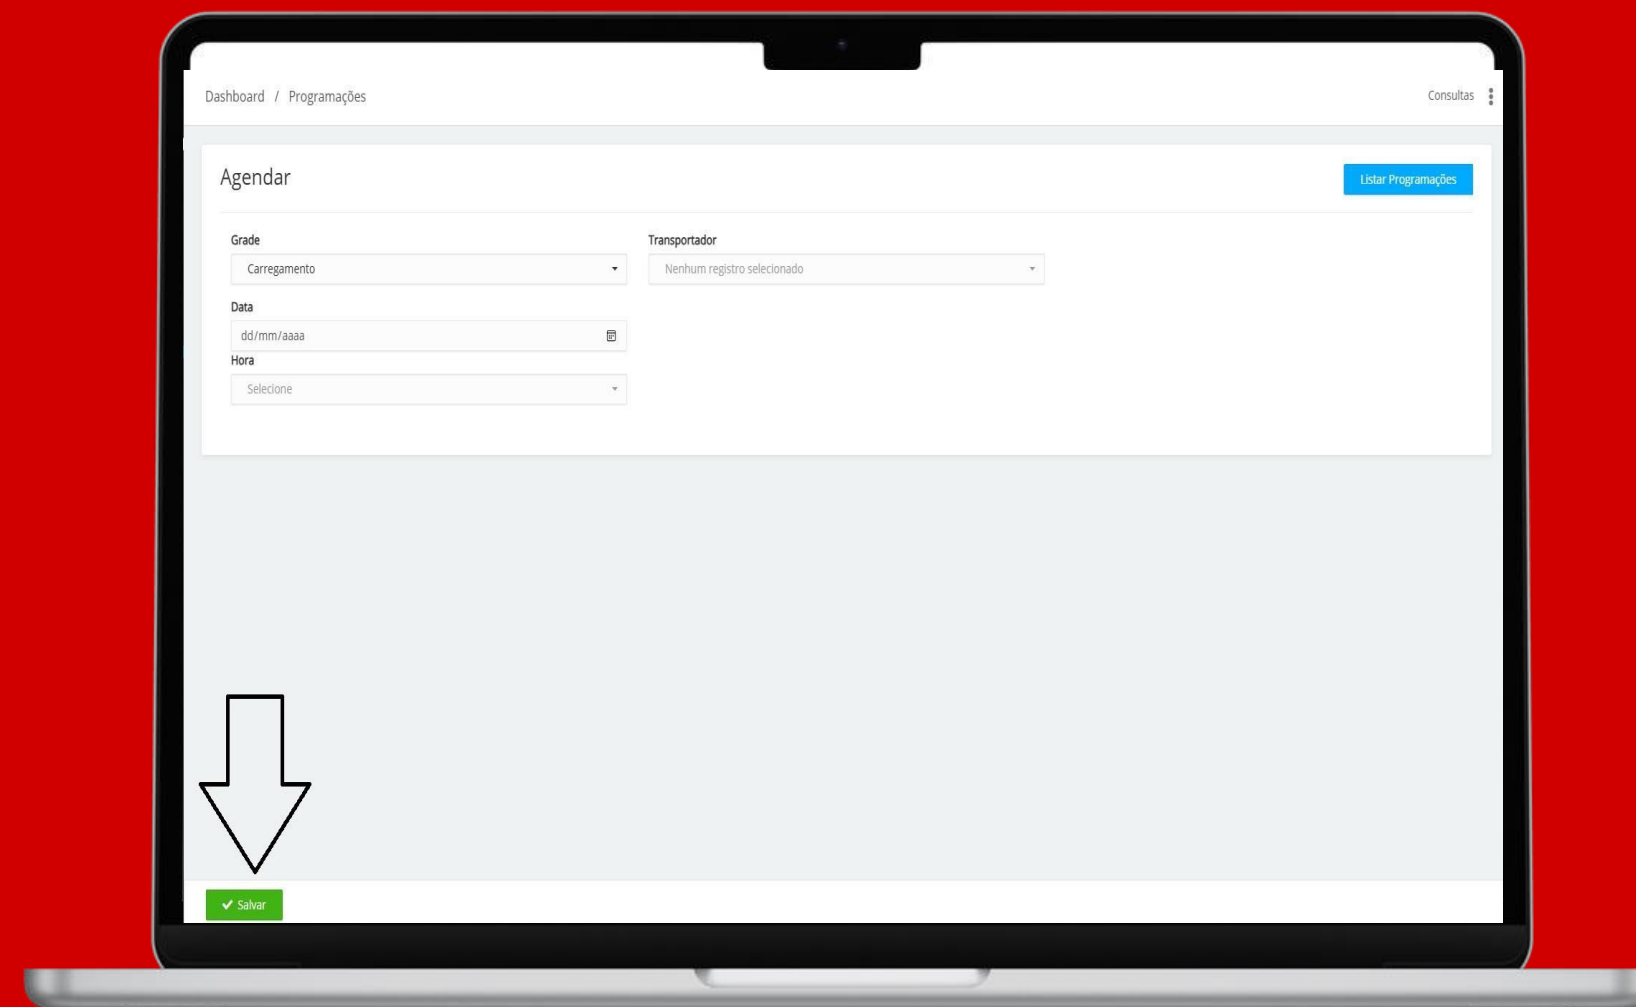 Dashboard / Programações
Consultas
Agendar
Listar Programações
Grade
Transportador
Carregamento
Nenhum registro selecionado
Data
dd/mm/aaaa
Hora
Selecione
Salvar